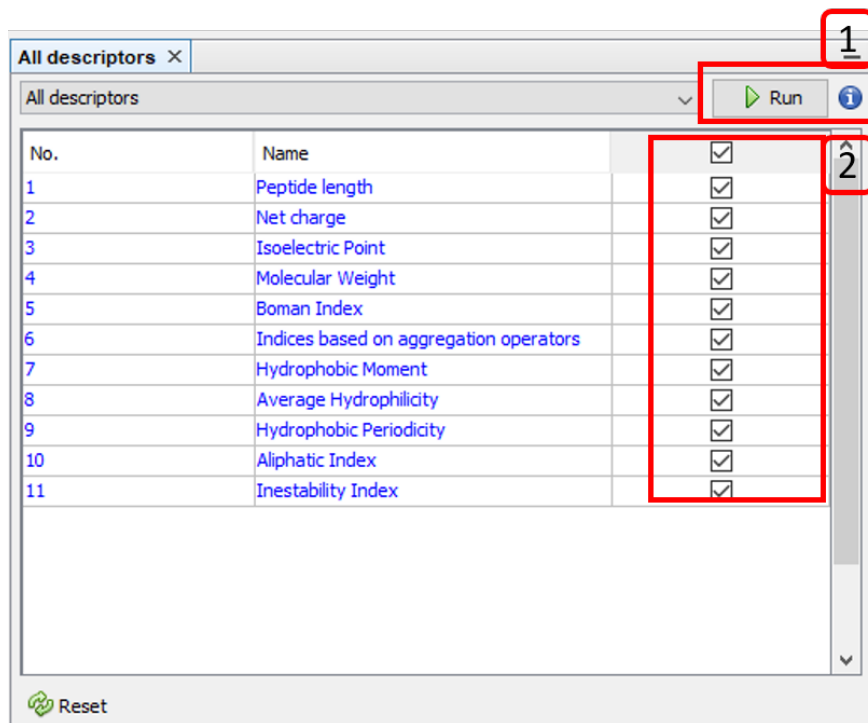 1
All descriptors
All descriptors
Run
2
No. Name
1 Peptide length
2 Net charge
3 Isoelectric Point
4 Molecular Weight
5 Boman Index
6 Indices based on aggregation operators
7 Hydrophobic Moment
8 Average Hydrophilicity
9 Hydrophobic Periodicity
10 Aliphatic Index
11 Inestability Index
Reset